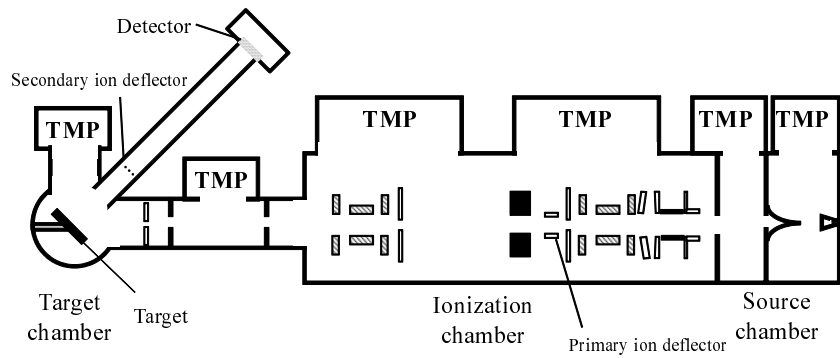 Detector
Secondary ion deflector
TMP
TMP
TMP
TMP
TMP
TMP
Target
chamber
Target
Ionization
chamber
Primary ion deflector
Source
chamber